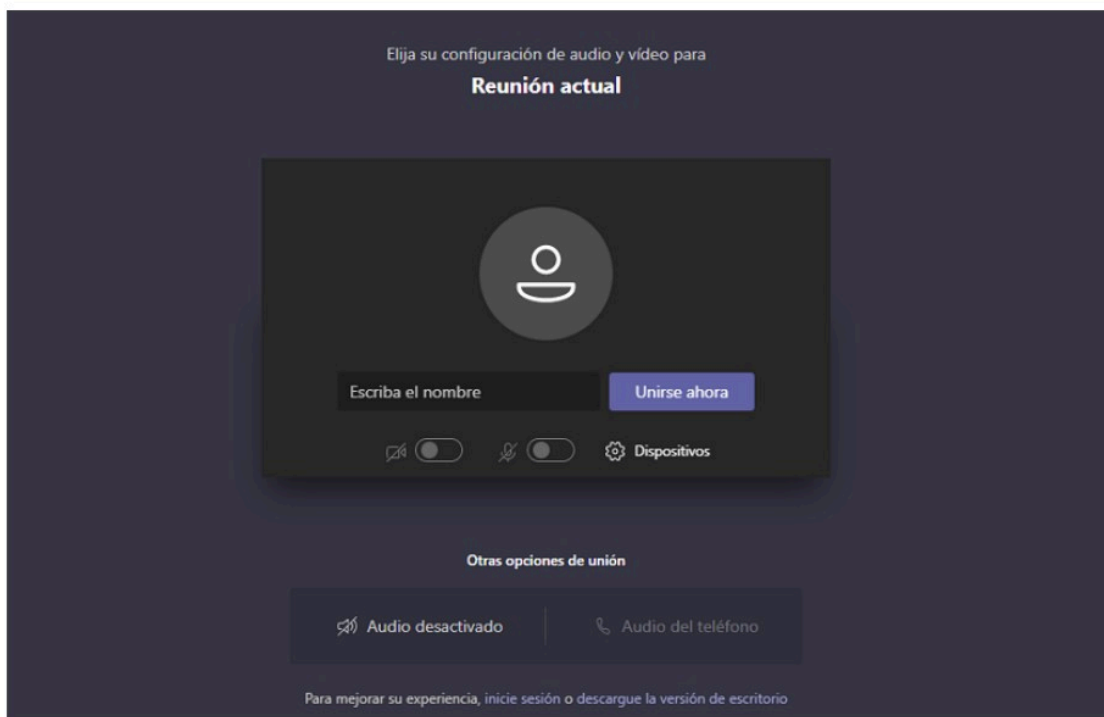 Elija su configuración de audio y vídeo para
Reunión actual
Escriba el nombre
Unirse ahora
Dispositivos
Otras opciones de unión
Audio desactivado
Audio del teléfono
Para mejorar su experiencia, inicie sesión o descargue la versión de escritorio